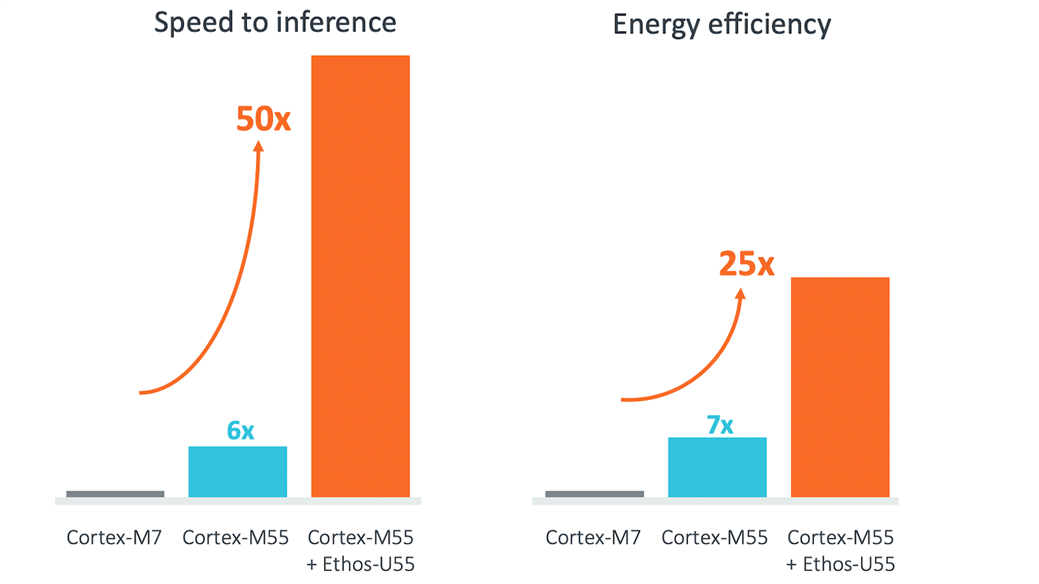 Speed to inference
50x
6x
Cortex-M7
Cortex-M55
Cortex-M55
+ Ethos-U55
Energy efficiency
25x
7x
Cortex-M7
Cortex-M55
Cortex-M55
+ Ethos-U55